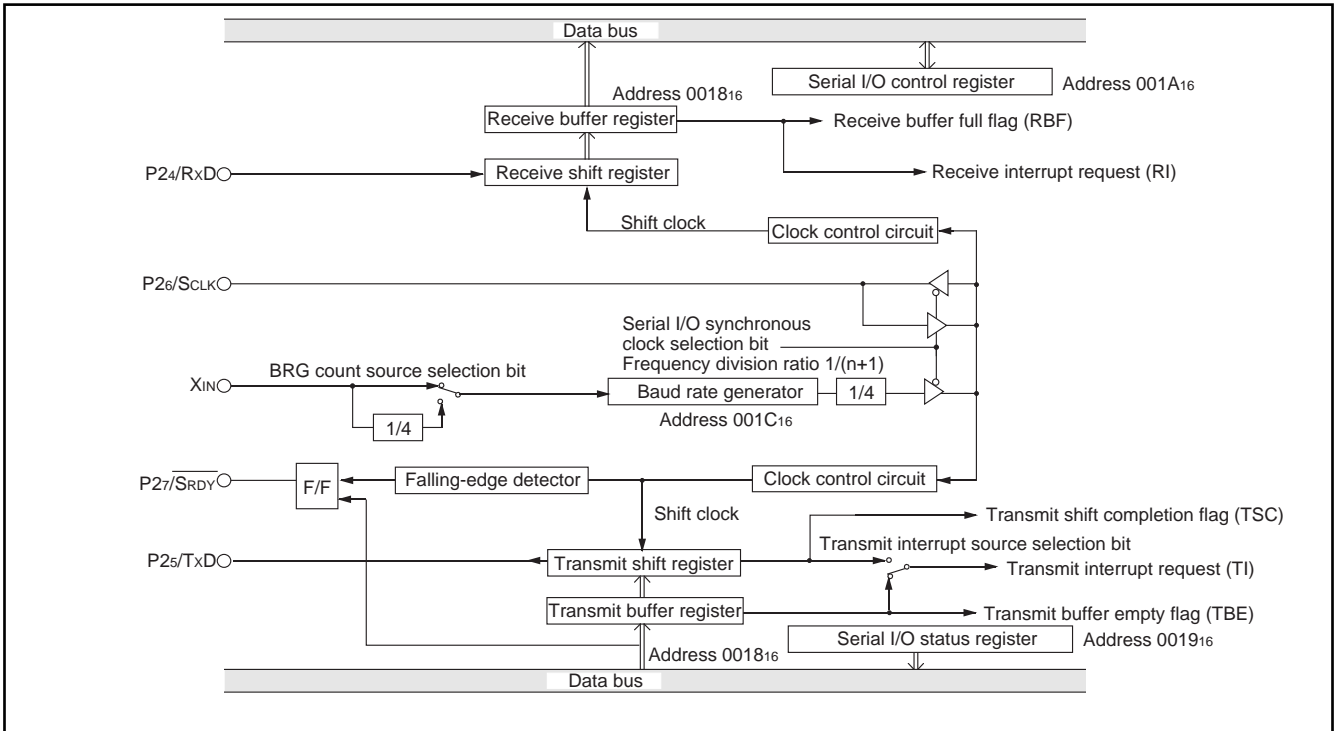 Data bus
Serial I/O control register
Address 001A16
Address 001816
Receive buffer register
Receive buffer full flag (RBF)
P24/RXD
Receive shift register
Receive interrupt request (RI)
Shift clock
Clock control circuit
P26/SCLK
Serial I/O synchronous
clock selection bit
Frequency division ratio 1/(n+1)
BRG count source selection bit
XIN
Baud rate generator
1/4
Address 001C16
1/4
P27/SRDY
F/F
Falling-edge detector
Clock control circuit
Shift clock
Transmit shift completion flag (TSC)
Transmit interrupt source selection bit
P25/TXD
Transmit shift register
Transmit interrupt request (TI)
Transmit buffer register
Transmit buffer empty flag (TBE)
Serial I/O status register
Address 001916
Address 001816
Data bus